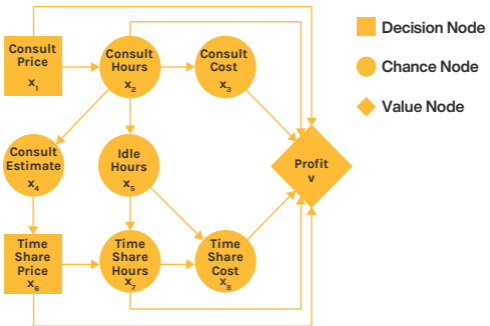 Consult
Price
x₁
Consult
Hours
x₂
Consult
Cost
x₃
Decision Node
Chance Node
Value Node
Consult
Estimate
x₄
Idle
Hours
x₅
Profit
v
Time
Share
Price
x₆
Time
Share
Hours
x₇
Time
Share
Cost
x₈